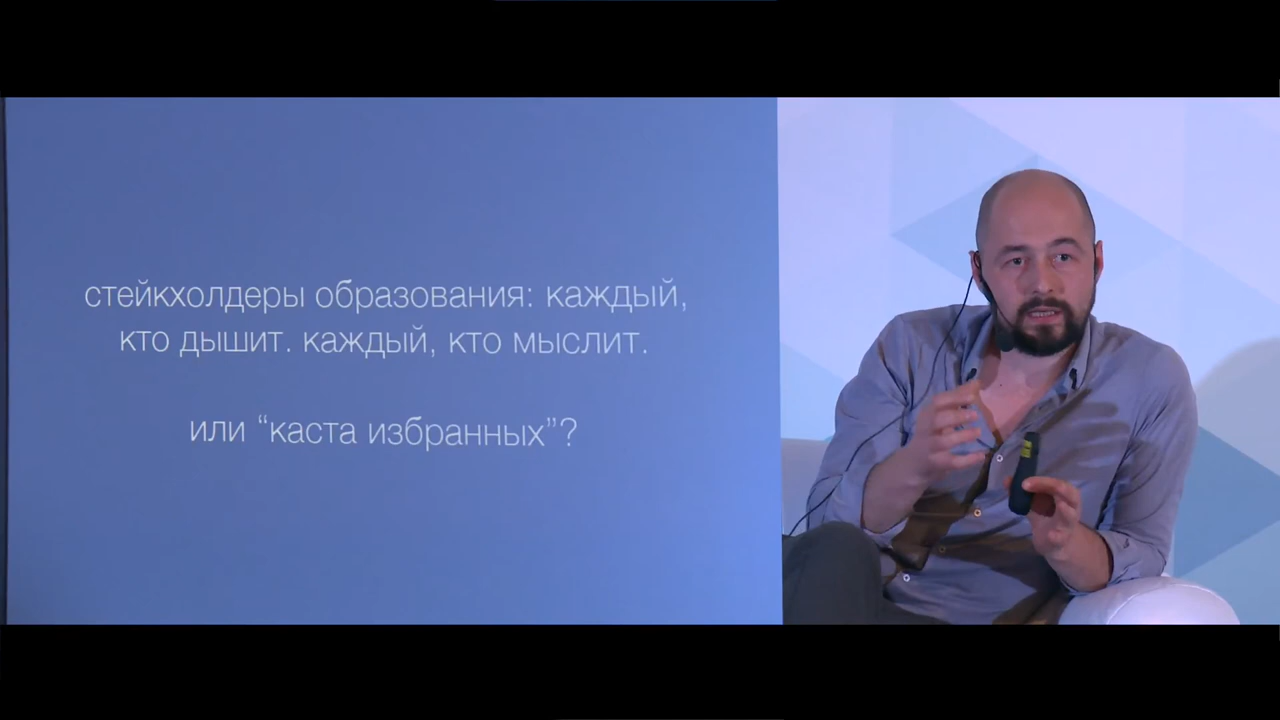 стейкхолдеры образования: каждый,
кто дышит. каждый, кто мыслит.
или “каста избранных”?